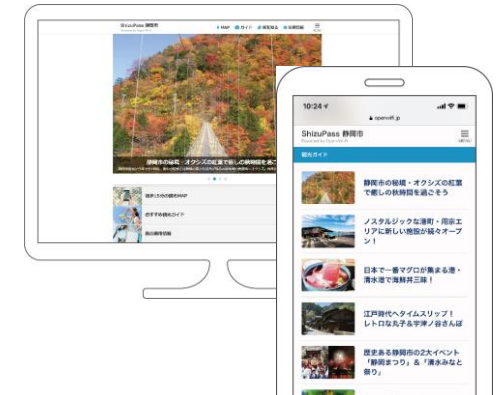 ShizuPass 静岡市
MAP
ガイド
MENU
静岡市の秘境・オクシズの紅葉で癒しの秋時間を過ごそう
おすすめ観光ガイド
10:24
openwifi.jp
ShizuPass 静岡市
Powered by OpenWi-Fi
MENU
観光ガイド
静岡市の秘境・オクシズの紅葉
で癒しの秋時間を過ごそう
ノスタルジックな港町・用宗エ
リアに新しい施設が続々オープ
ン！
日本で一番マグロが集まる港・
清水港で海鮮丼三昧！
江戸時代へタイムスリップ！
レトロな丸子＆宇津ノ谷さんぽ
歴史ある静岡市の2大イベント
「静岡まつり」＆「清水みなと
祭り」